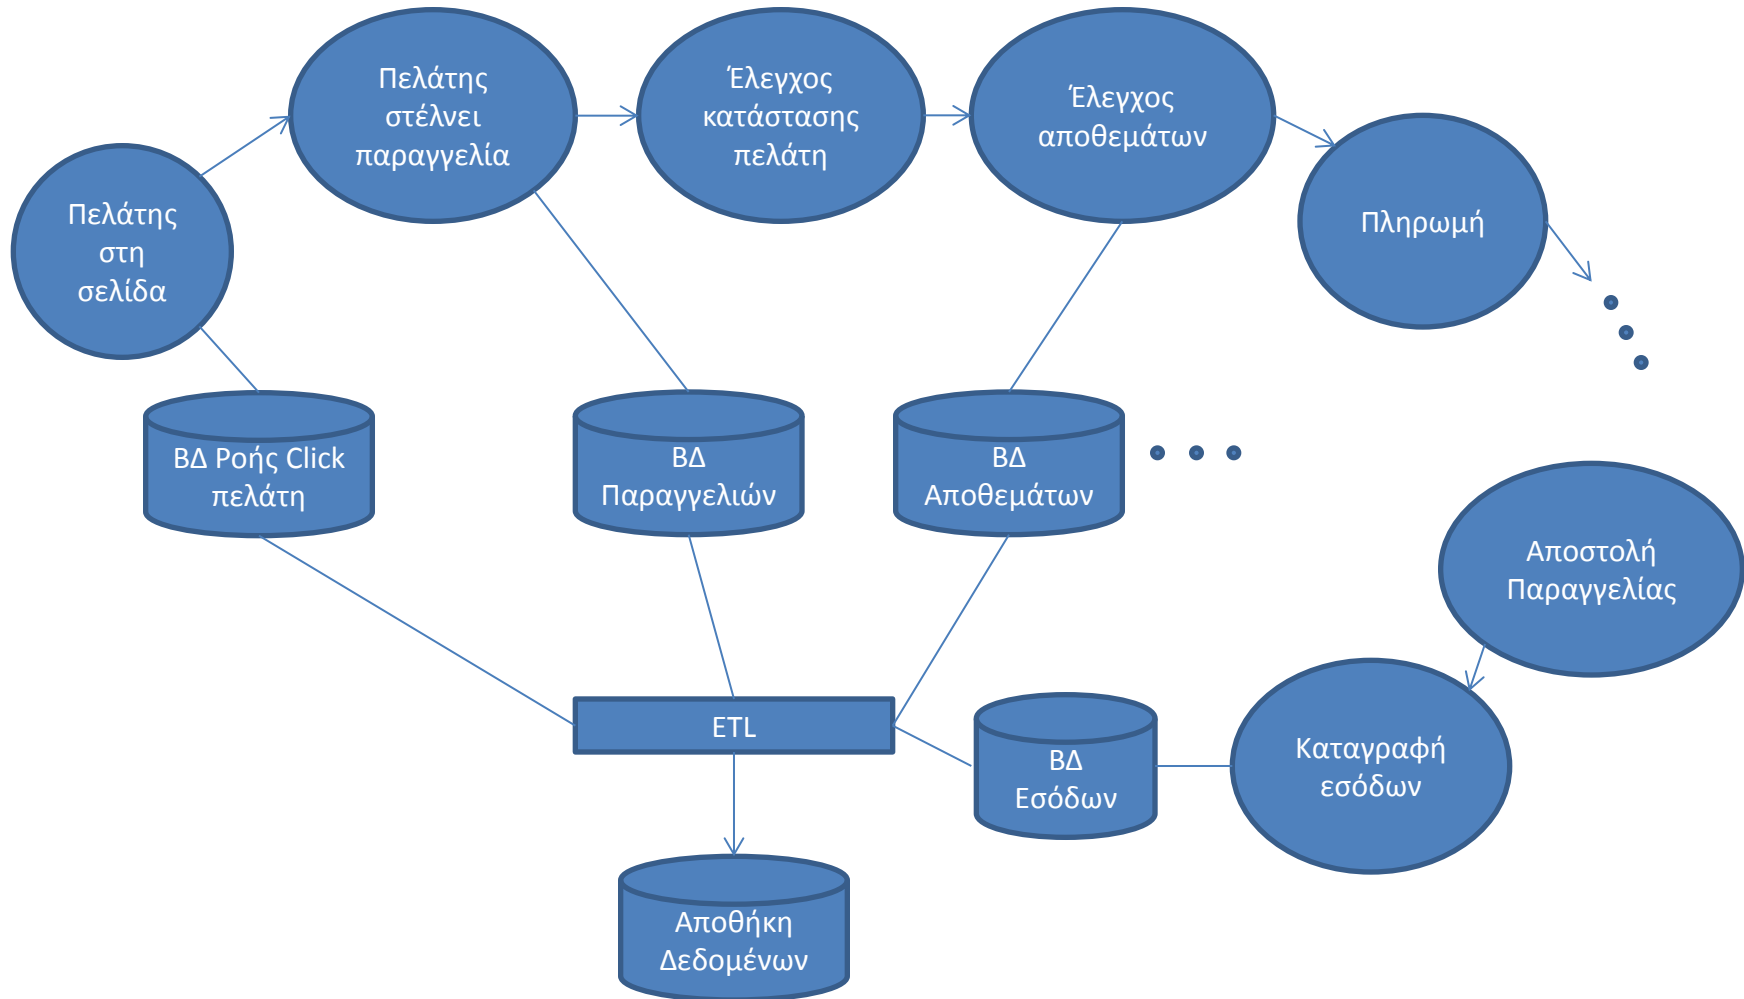 Πελάτης
στη
σελίδα
Πελάτης
στέλνει
παραγγελία
Έλεγχος
κατάστασης
πελάτη
Έλεγχος
αποθεμάτων
Πληρωμή
ΒΔ Ροής Click
πελάτη
ΒΔ
Παραγγελιών
ΒΔ
Αποθεμάτων
Αποστολή
Παραγγελίας
ETL
ΒΔ
Εσόδων
Καταγραφή
εσόδων
Αποθήκη
Δεδομένων